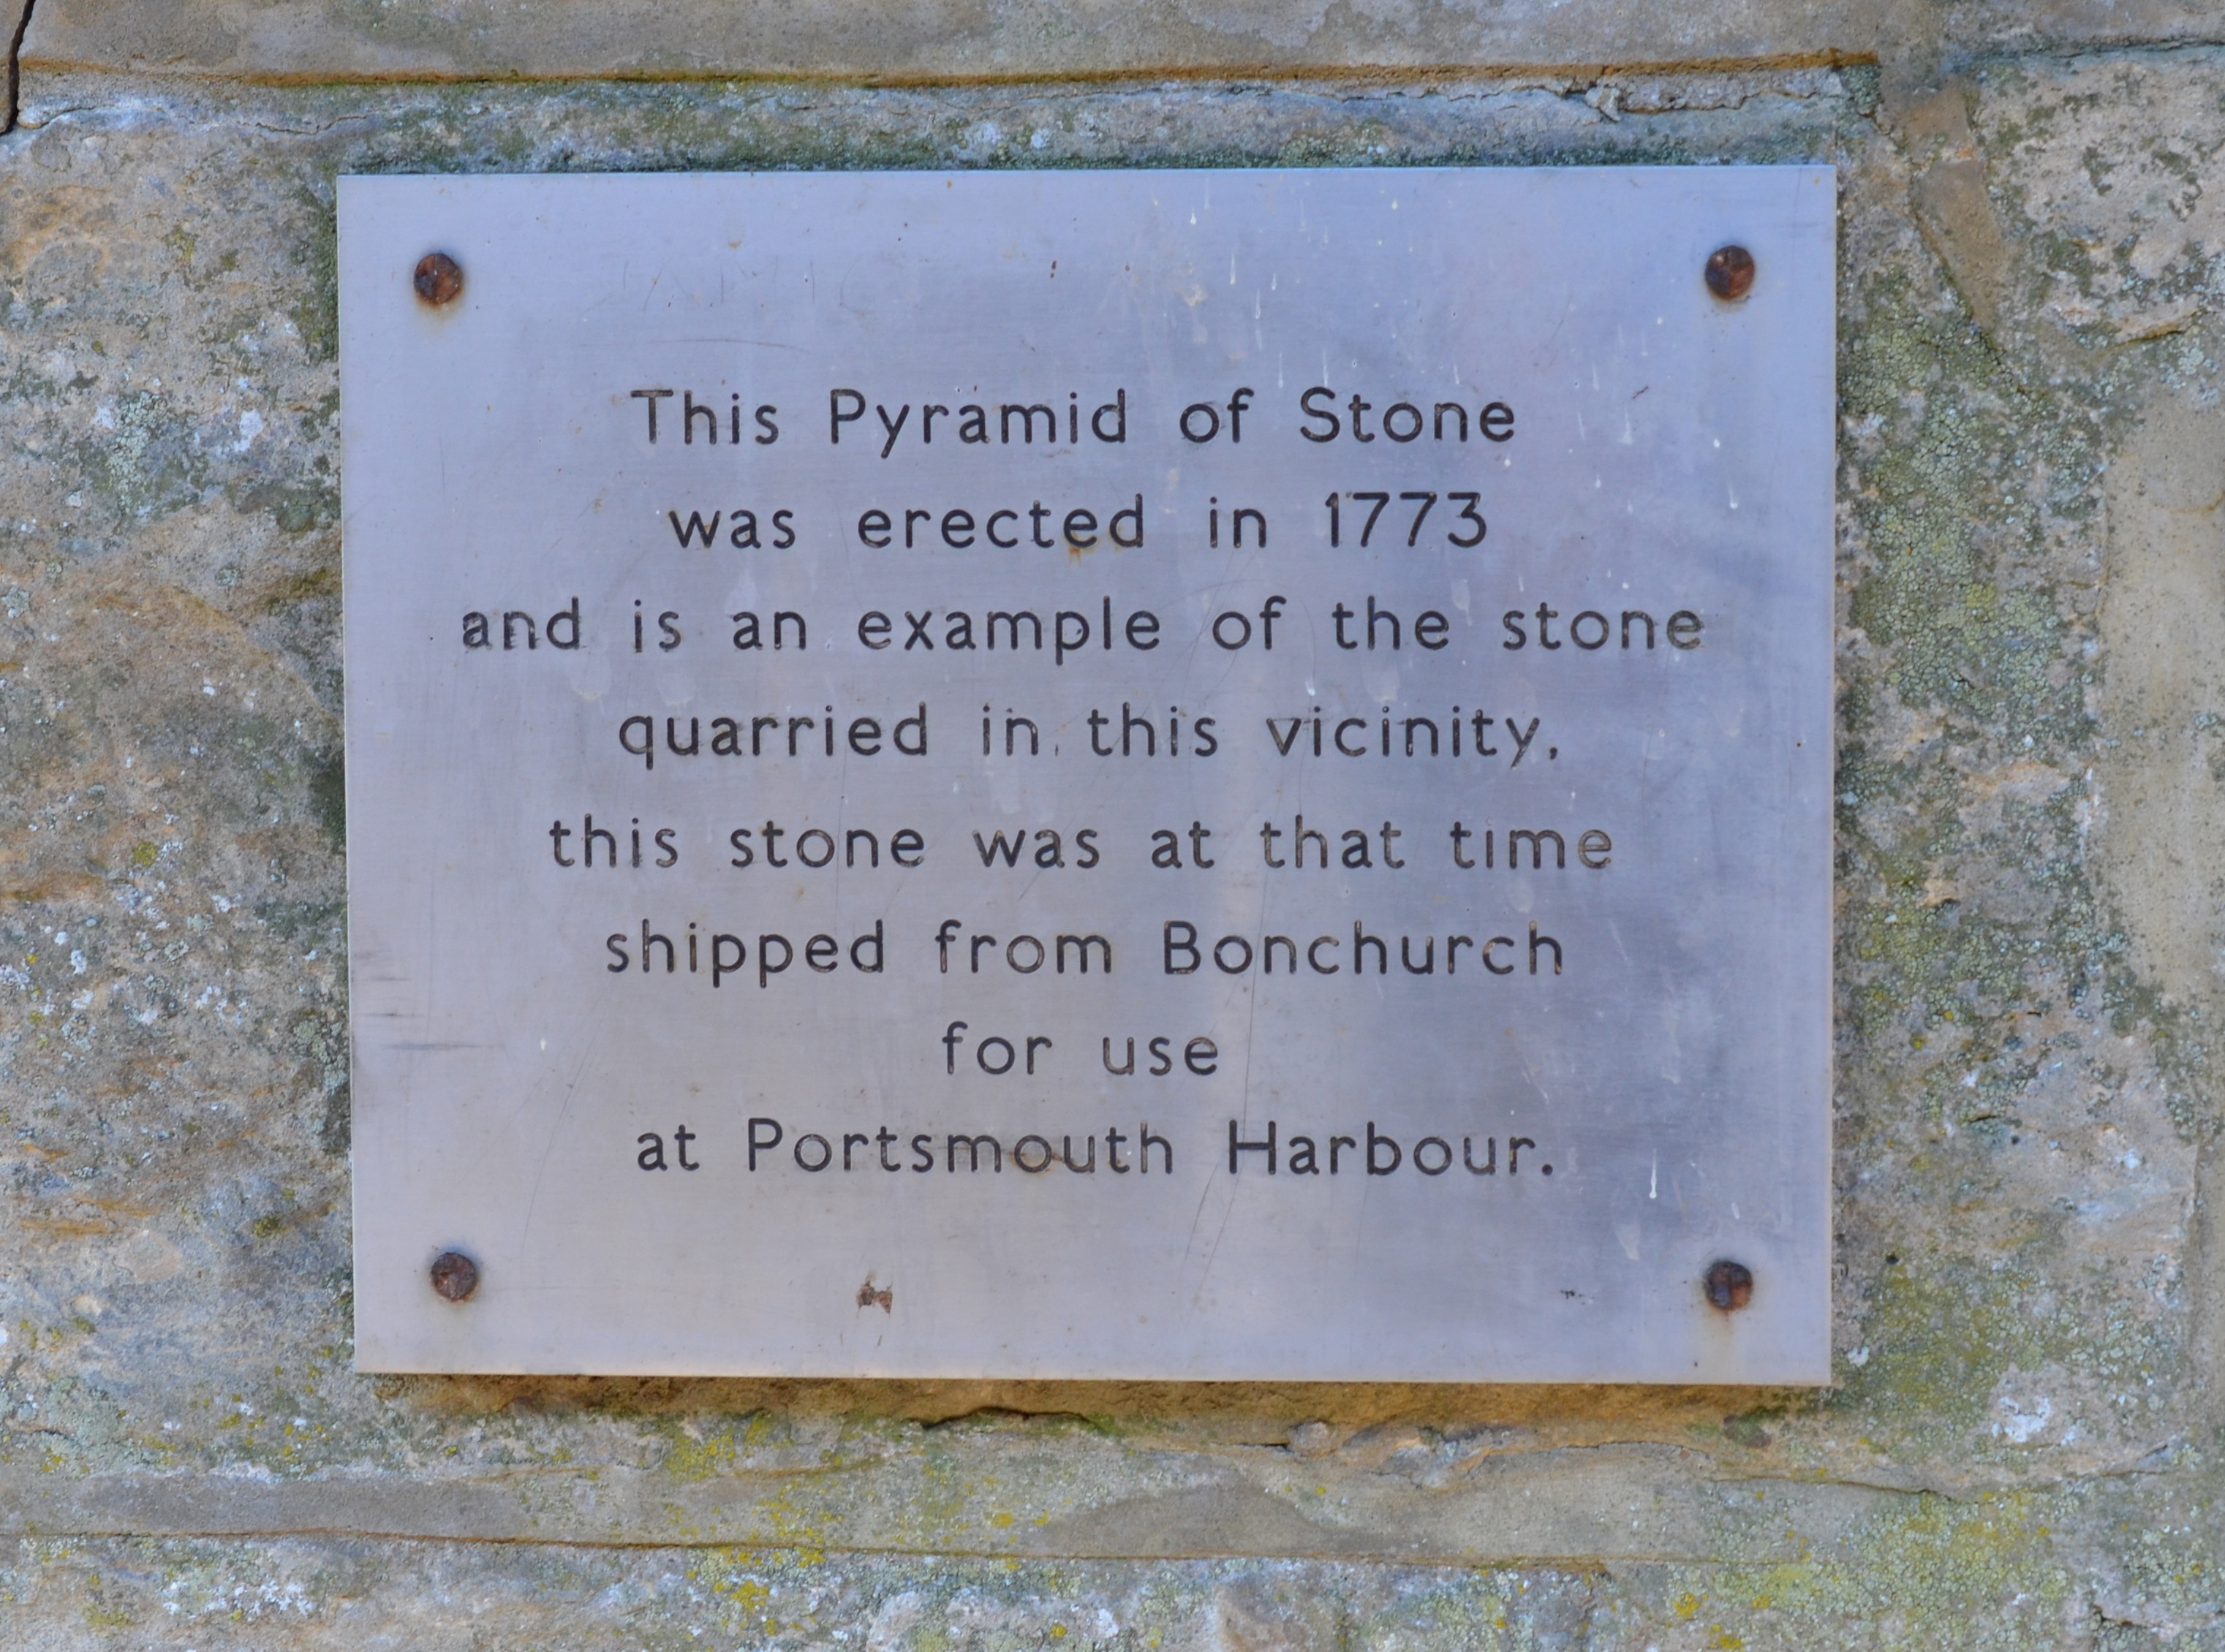 This Pyramid of Stone
was erected in 1773
and is an example of the stone
quarried in this vicinity,
this stone was at that time
shipped from Bonchurch
for use
at Portsmouth Harbour.